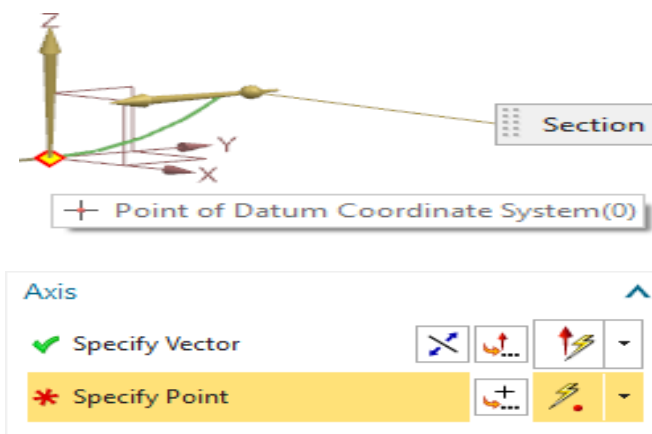 Z
Section
Y
X
Point of Datum Coordinate System(0)
Axis
Specify Vector
Specify Point